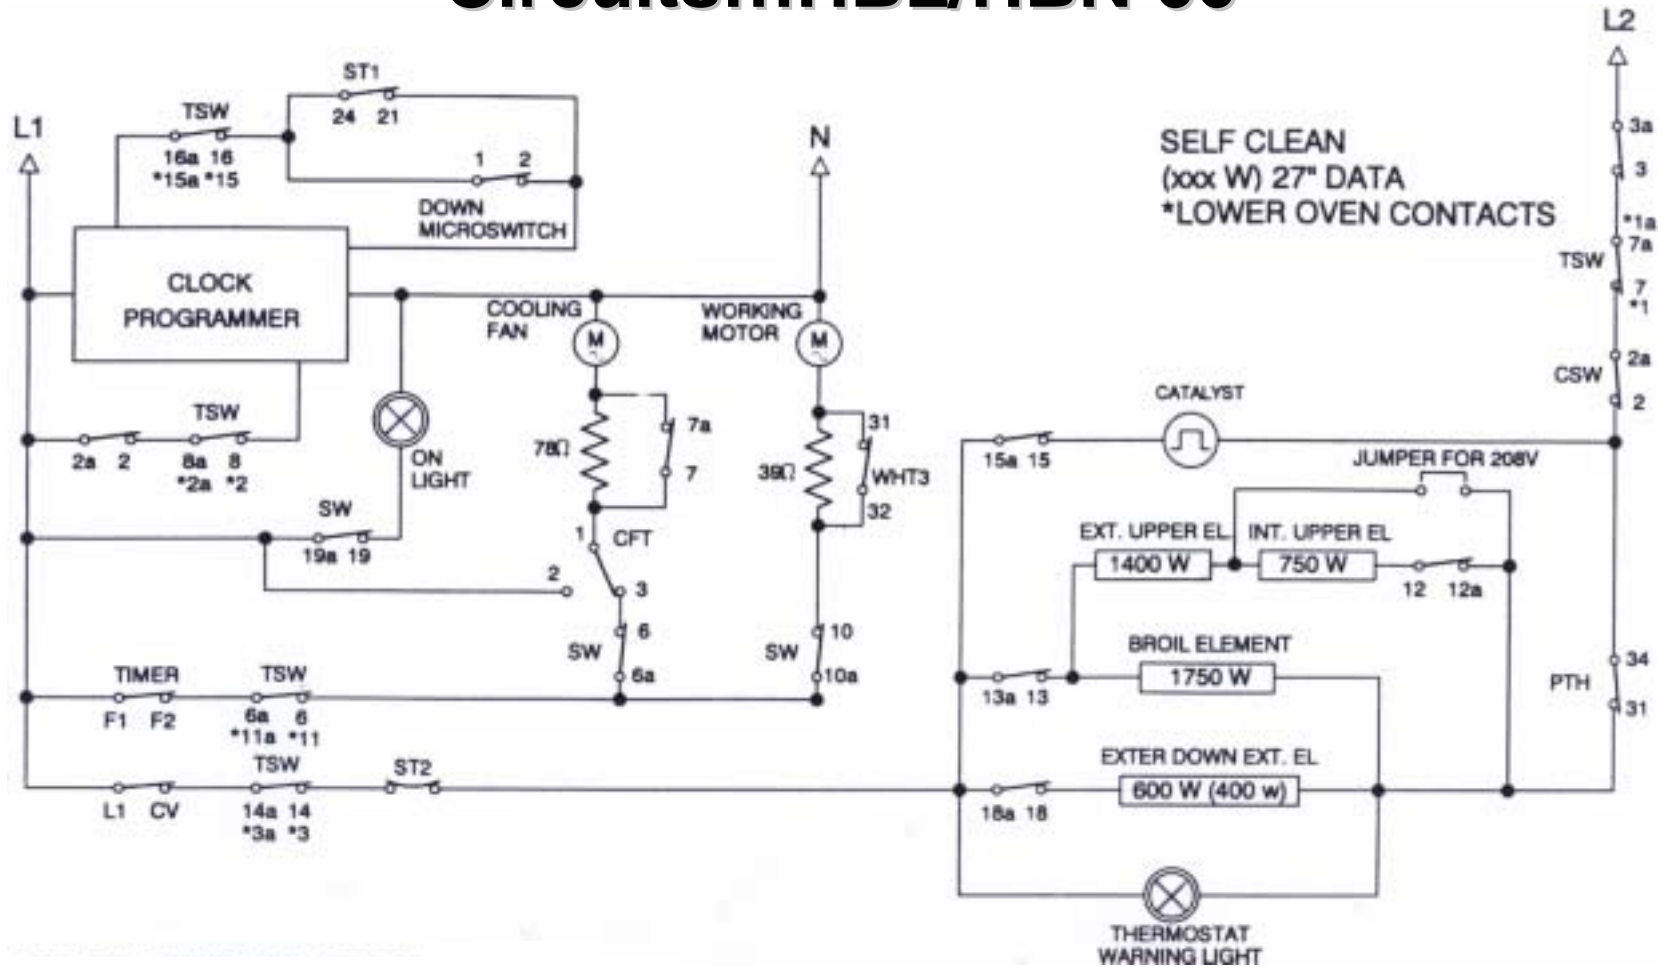 L2
ST1
24 21
TSW
16a 16
*15a *15
L1
1 2
DOWN
MICROSWITCH
N
SELF CLEAN
(xxx W) 27" DATA
*LOWER OVEN CONTACTS
3a
3
*1a
7a
TSW
7
*1
CLOCK
PROGRAMMER
COOLING
FAN
M
WORKING
MOTOR
M
2a
CSW
2
CATALYST
TSW
2a 2
8a 8
*2a *2
ON
LIGHT
78Ω
7a
7
39Ω
31
WHT3
32
15a 15
JUMPER FOR 208V
SW
19a 19
1
CFT
2
3
EXT. UPPER EL
1400 W
INT. UPPER EL
750 W
12 12a
SW
6
6a
SW
10
10a
BROIL ELEMENT
1750 W
13a 13
34
PTH
31
TIMER
F1 F2
TSW
6a 6
*11a *11
TSW
L1 CV
14a 14
*3a *3
ST2
EXTER DOWN EXT. EL
600 W (400 w)
18a 18
THERMOSTAT
WARNING LIGHT